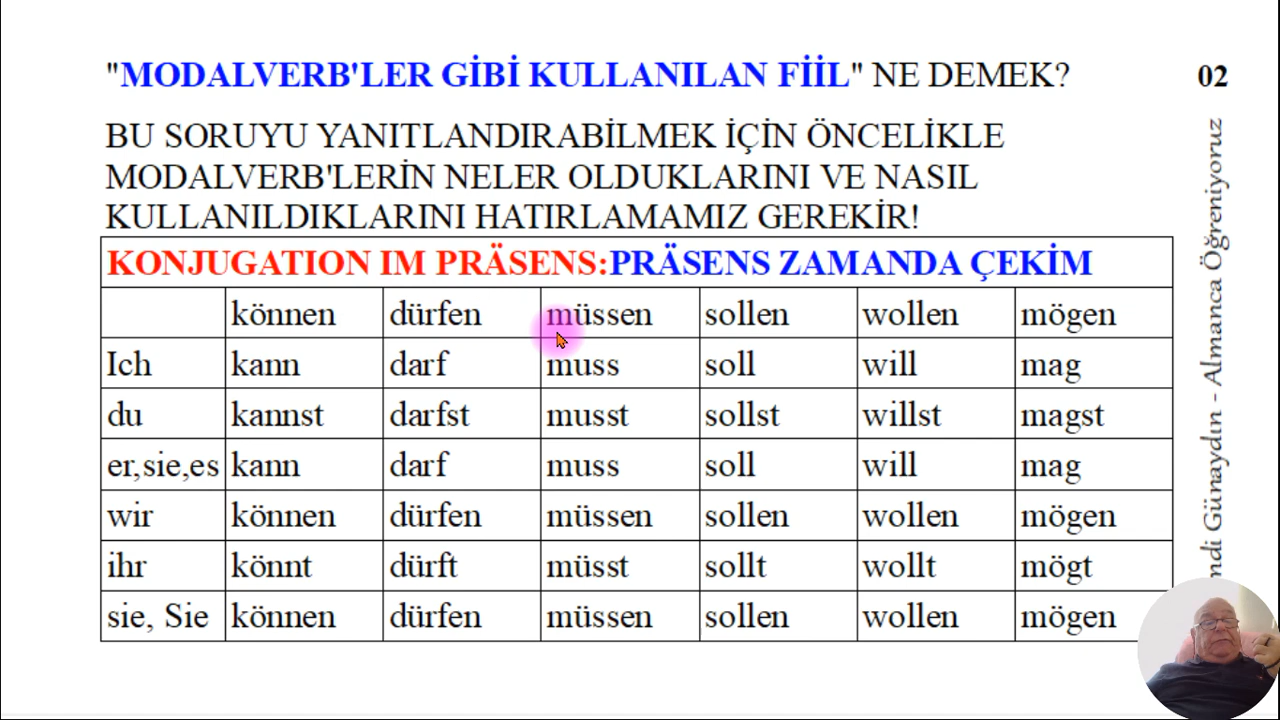 "MODALVERB'LER GİBİ KULLANILAN FİİL" NE DEMEK?
02
BU SORUYU YANITLANDIRABİLMEK İÇİN ÖNCELİKLE
MODALVERB'LERİN NELER OLDUKLARINI VE NASIL
KULLANILDIKLARINI HATIRLAMAMIZ GEREKİR!
KONJUGATION IM PRÄSENS:PRÄSENS ZAMANDA ÇEKİM
können dürfen müssen sollen wollen mögen
Ich kann darf muss soll will mag
du kannst darfst musst sollst willst magst
er,sie,es kann darf muss soll will mag
wir können dürfen müssen sollen wollen mögen
ihr könnt dürft müsst sollt wollt mögt
sie, Sie können dürfen müssen sollen wollen mögen
Günaydın - Almanca Öğreniyoruz